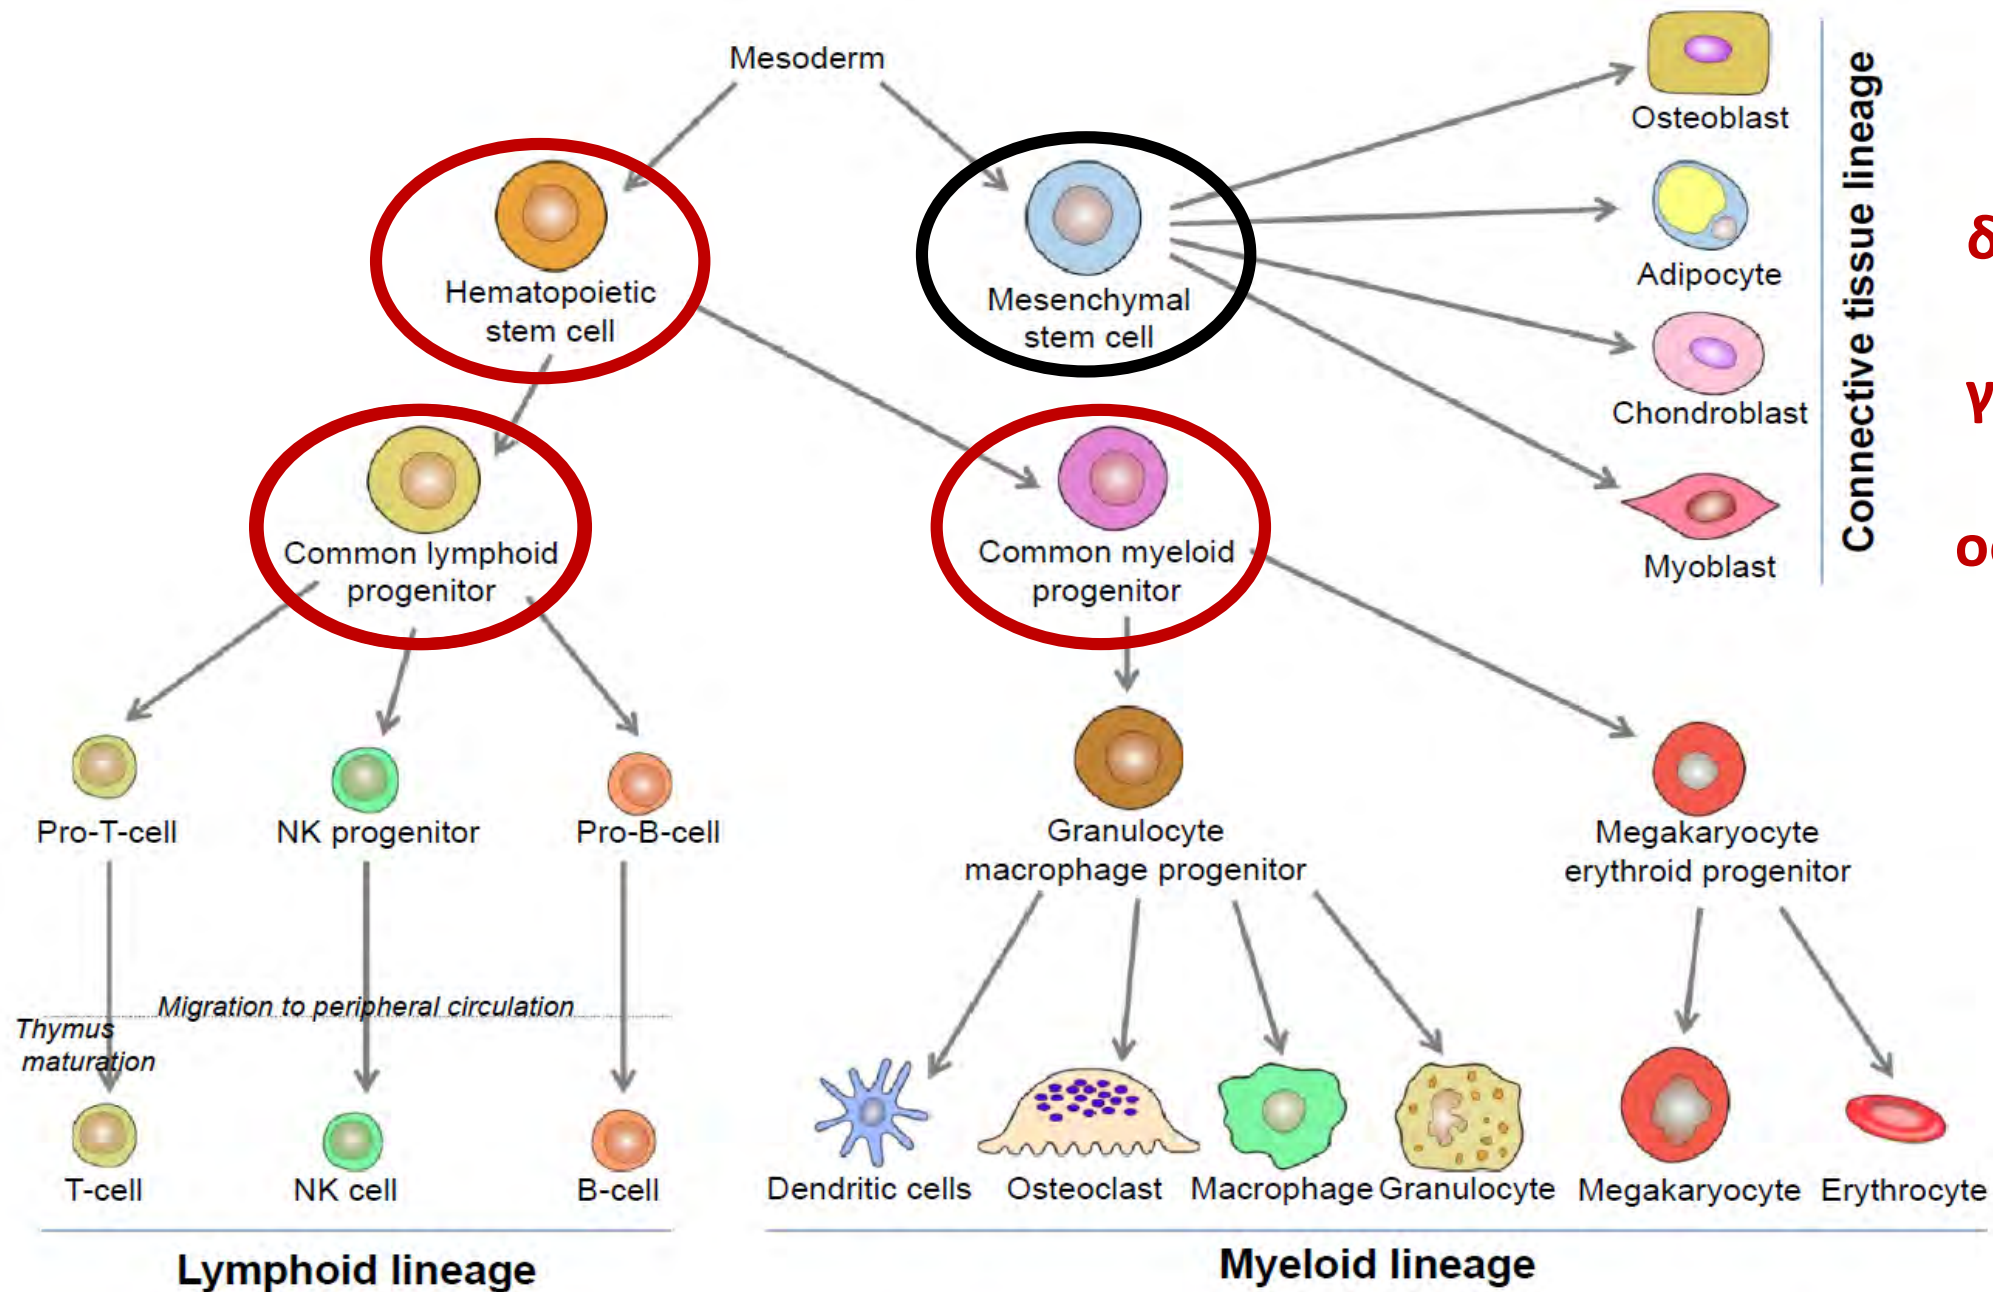 Mesoderm
Hematopoietic
stem cell
Mesenchymal
stem cell
Osteoblast
Adipocyte
Chondroblast
Myoblast
Connective tissue lineage
Common lymphoid
progenitor
Common myeloid
progenitor
Pro-T-cell
NK progenitor
Pro-B-cell
Granulocyte
macrophage progenitor
Megakaryocyte
erythroid progenitor
Migration to peripheral circulation
Thymus
maturation
T-cell
NK cell
B-cell
Dendritic cells
Osteoclast
Macrophage
Granulocyte
Megakaryocyte
Erythrocyte
Lymphoid lineage
Myeloid lineage